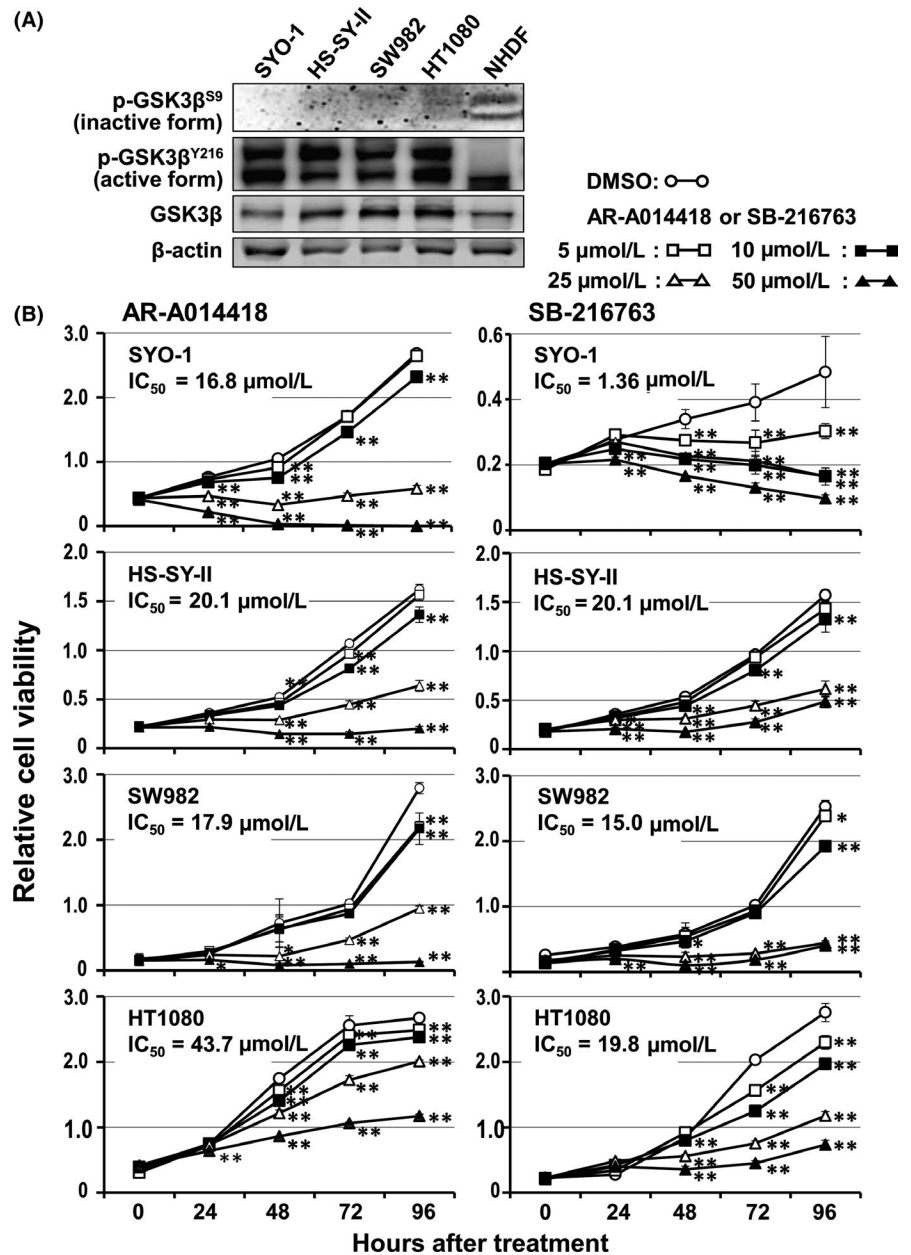 (A)
SYO-1 HS-SY-II SW982 HT1080 NHDF
p-GSK3β^S9
(inactive form)
p-GSK3β^Y216
(active form)
GSK3β
β-actin
DMSO:
AR-A014418 or SB-216763
5 μmol/L : 10 μmol/L :
25 μmol/L : 50 μmol/L :
(B) AR-A014418 SB-216763
Relative cell viability
3.0
2.0
1.0
0
SYO-1
IC50 = 16.8 μmol/L
** ** ** ** ** ** ** ** ** ** **
0.6
0.4
0.2
0
SYO-1
IC50 = 1.36 μmol/L
** ** ** ** ** ** ** ** ** ** ** **
2.0
1.5
1.0
0.5
0
HS-SY-II
IC50 = 20.1 μmol/L
** ** ** ** ** ** ** ** ** **
2.0
1.5
1.0
0.5
0
HS-SY-II
IC50 = 20.1 μmol/L
** ** ** ** ** ** ** ** ** ** **
3.0
2.0
1.0
0
SW982
IC50 = 17.9 μmol/L
* * ** ** ** ** ** ** **
3.0
2.0
1.0
0
SW982
IC50 = 15.0 μmol/L
** * ** ** ** ** * ** ** **
3.0
2.0
1.0
0
HT1080
IC50 = 43.7 μmol/L
** ** ** ** ** ** ** ** ** ** ** ** **
3.0
2.0
1.0
0
HT1080
IC50 = 19.8 μmol/L
** ** ** ** ** ** ** ** ** ** **
0 24 48 72 96
0 24 48 72 96
Hours after treatment